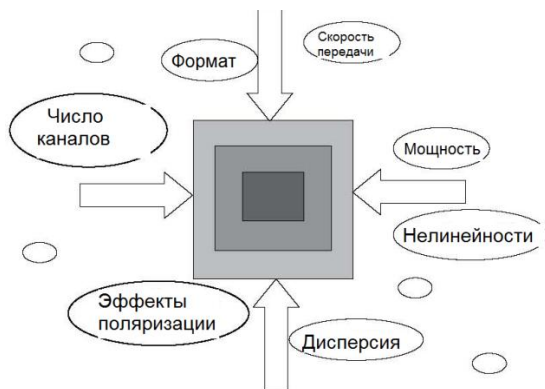 Скорость
передачи
Формат
Число
каналов
Мощность
Нелинейности
Эффекты
поляризации
Дисперсия